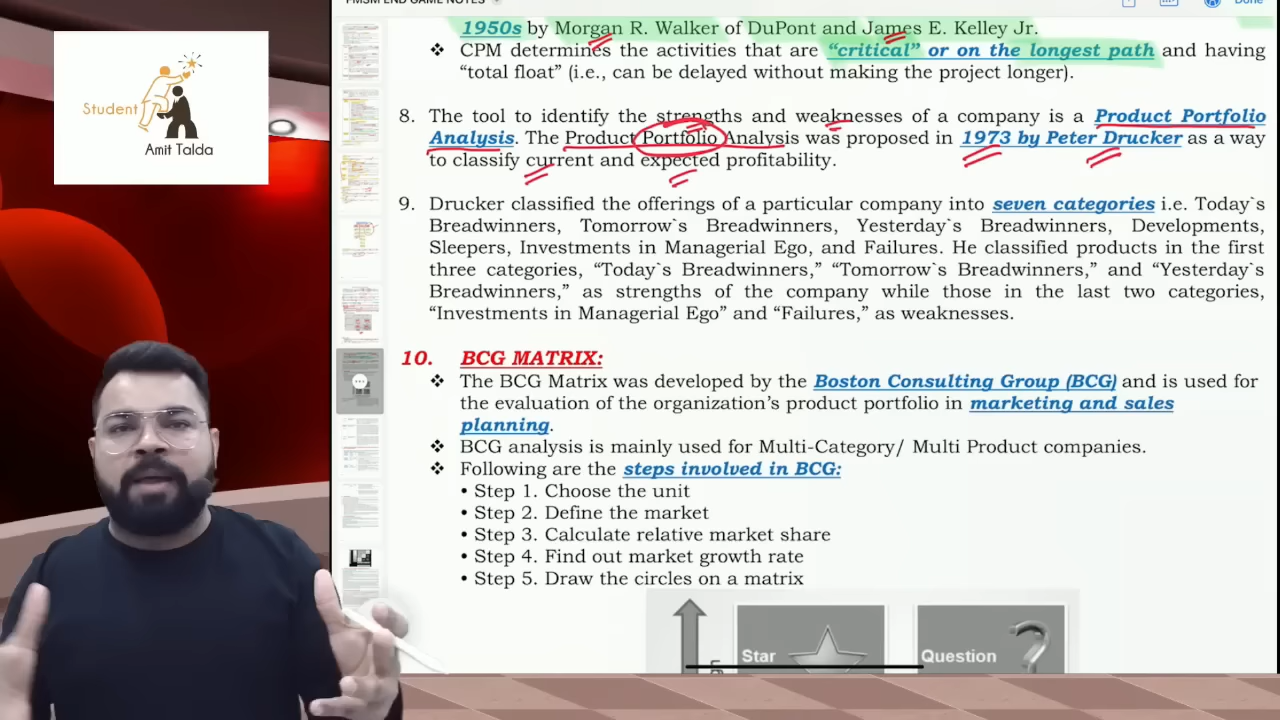 FMSM END GAME NOTES
Done
1950s by Morgan R. Walker of DuPont and James E. Kelley Jr.
❖ CPM determines the activities that are “critical” or on the largest path and having
“total float” (i.e., can be delayed without making the project longer).
8. The tool to identify the strengths and weaknesses of a company is a Product Portfolio
Analysis. The Product Portfolio Analysis was proposed in 1973 by Peter Drucker as a way
to classify current and expected profitability.
9. Drucker classified the offerings of a particular company into seven categories i.e. Today`s
Breadwinners, Tomorrow`s Breadwinners, Yesterday`s Breadwinners, Developments,
Sleepers, Investments in Managerial Ego and Failures. He classified products in the first
three categories, “Today`s Breadwinners,” “Tomorrow`s Breadwinners,” and “Yesterday`s
Breadwinners,” as strengths of the company while those in the last two categories,
“Investments in Managerial Ego” and “Failures,” as weaknesses.
10. BCG MATRIX:
❖ The BCG Matrix was developed by the Boston Consulting Group (BCG) and is used for
the evaluation of the organization’s product portfolio in marketing and sales
planning.
❖ BCG analysis is mainly used for Multi-Category/ Multi Product companies.
❖ Following are the steps involved in BCG:
• Step 1. Choose the unit
• Step 2. Define the market
• Step 3. Calculate relative market share
• Step 4. Find out market growth rate
• Step 5. Draw the circles on a matrix
Star
Question
Student
Amit Talda